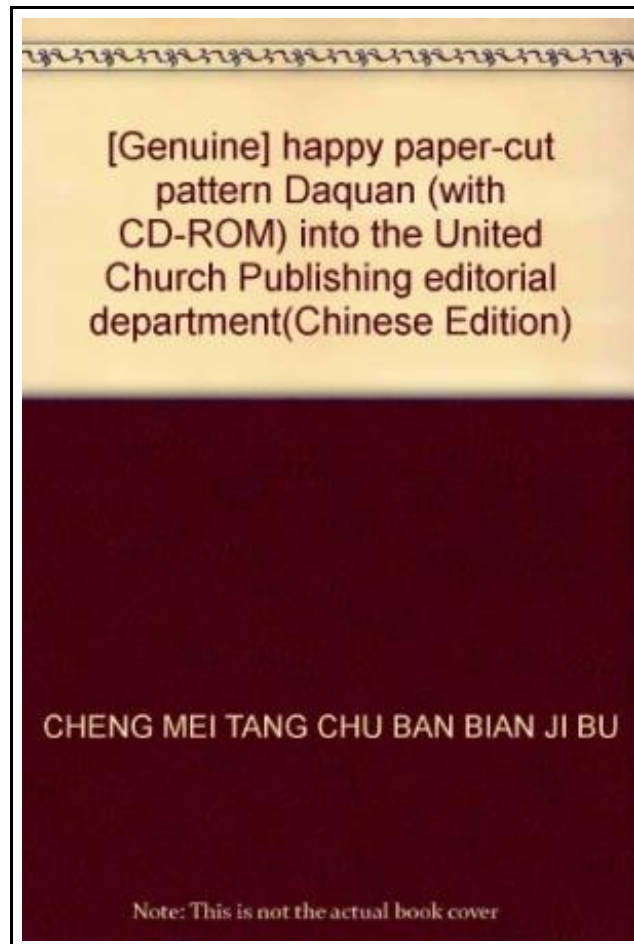 [Genuine] happy paper-cut
pattern Daquan (with
CD-ROM) into the United
Church Publishing editorial
department(Chinese Edition)
CHENG MEI TANG CHU BAN BIAN JI BU
Note: This is not the actual book cover